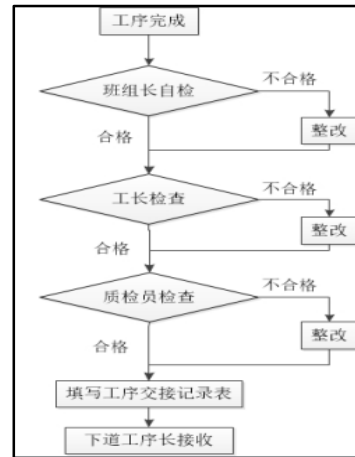 工序完成
班组长自检
不合格
整改
合格
工长检查
不合格
整改
合格
质检员检查
不合格
整改
合格
填写工序交接记录表
下道工序长接收